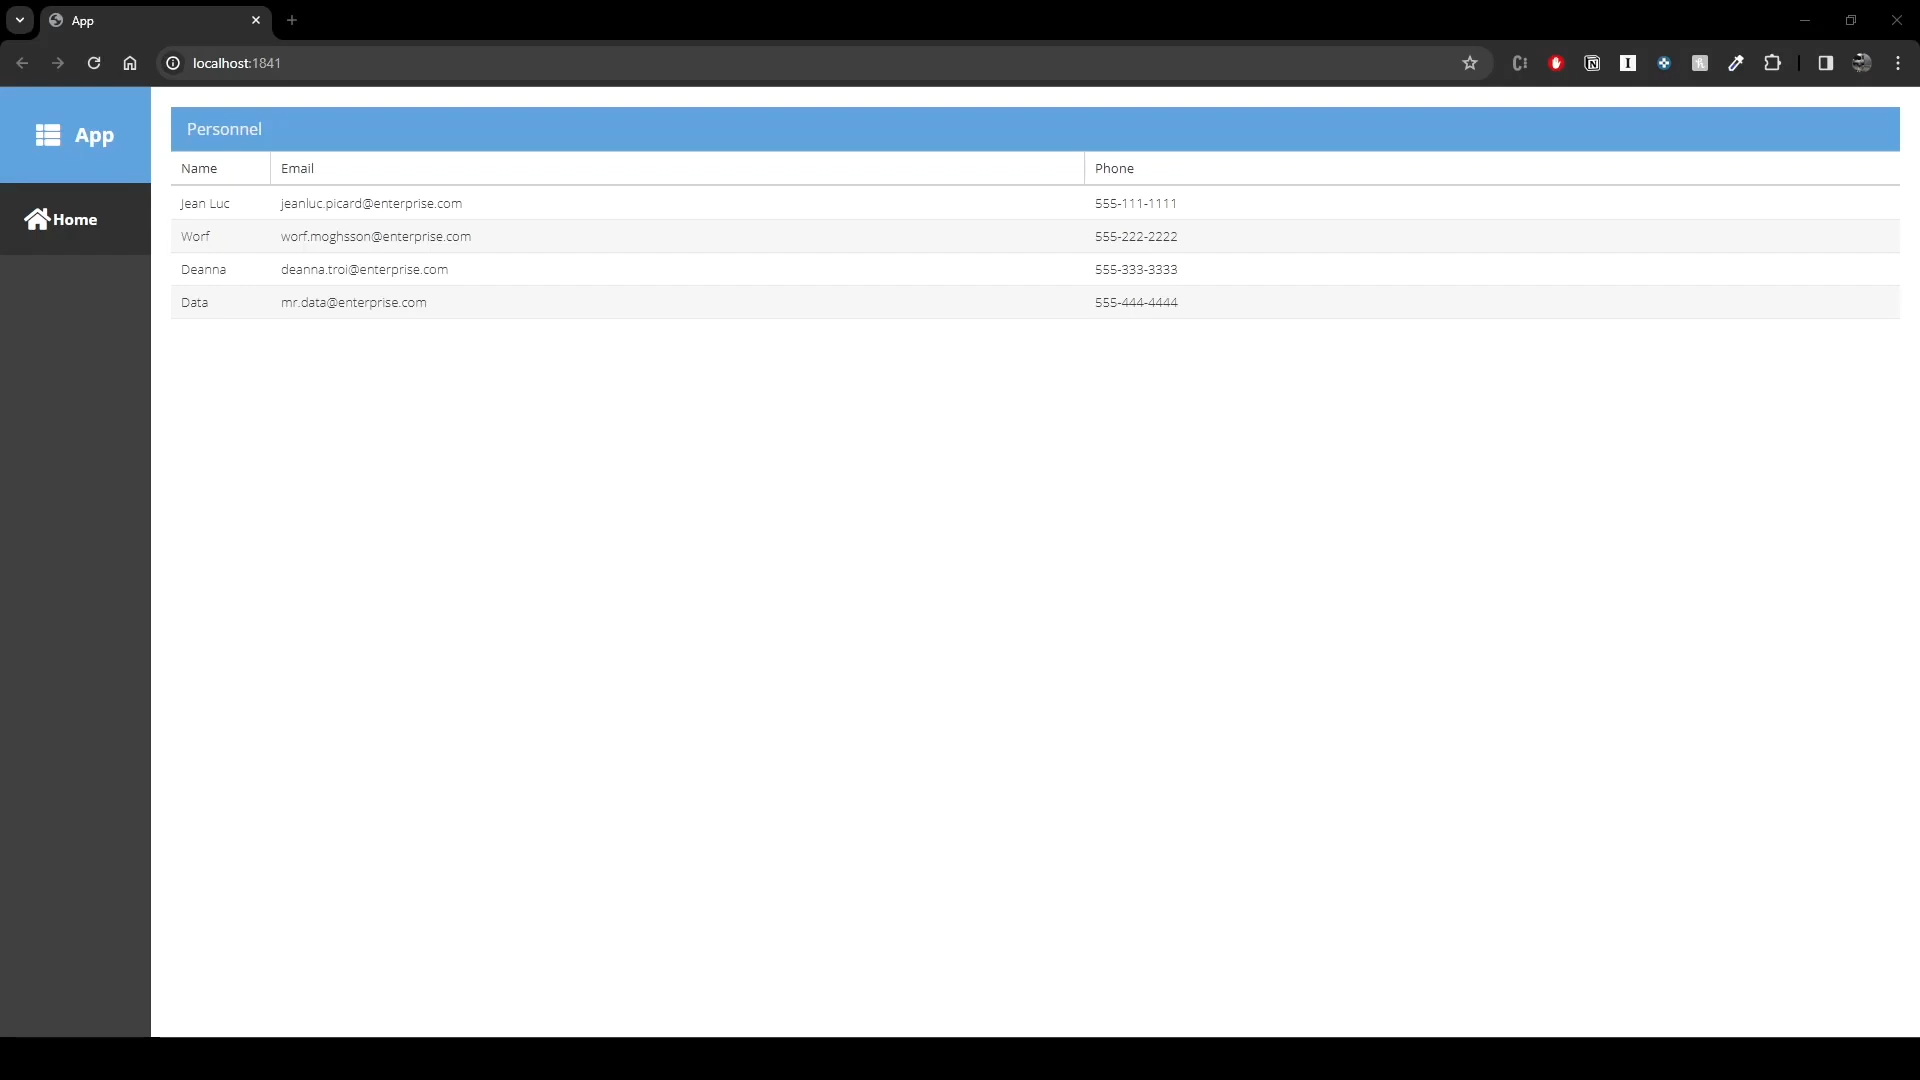 App
localhost:1841
App
Home
Personnel
Name Email Phone
Jean Luc jeanluc.picard@enterprise.com 555-111-1111
Worf worf.moghsson@enterprise.com 555-222-2222
Deanna deanna.troi@enterprise.com 555-333-3333
Data mr.data@enterprise.com 555-444-4444